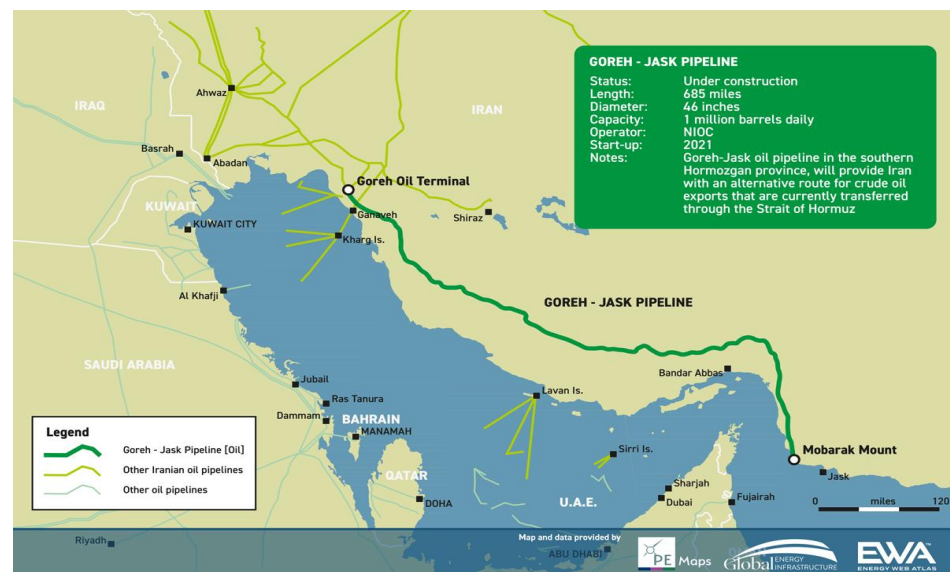 GOREH - JASK PIPELINE
Status: Under construction
Length: 685 miles
Diameter: 46 inches
Capacity: 1 million barrels daily
Operator: NIOC
Start-up: 2021
Notes: Goreh-Jask oil pipeline in the southern
Hormozgan province, will provide Iran
with an alternative route for crude oil
exports that are currently transferred
through the Strait of Hormuz
Ahwaz
IRAQ
IRAN
Basrah
Abadan
Goreh Oil Terminal
KUWAIT
Ganaveh
Shiraz
KUWAIT CITY
Kharg Is.
Al Khafji
GOREH - JASK PIPELINE
SAUDI ARABIA
Bandar Abbas
Jubail
Lavan Is.
Ras Tanura
Dammam
BAHRAIN
MANAMAH
Legend
Goreh - Jask Pipeline [Oil]
Other Iranian oil pipelines
Other oil pipelines
Sirri Is.
Mobarak Mount
QATAR
Jask
Sharjah
DOHA
U.A.E.
Dubai
Fujairah
0 miles 120
Riyadh
Map and data provided by
ABU DHABI
PE Maps
Global ENERGY INFRASTRUCTURE
EWA™
ENERGY WEB ATLAS